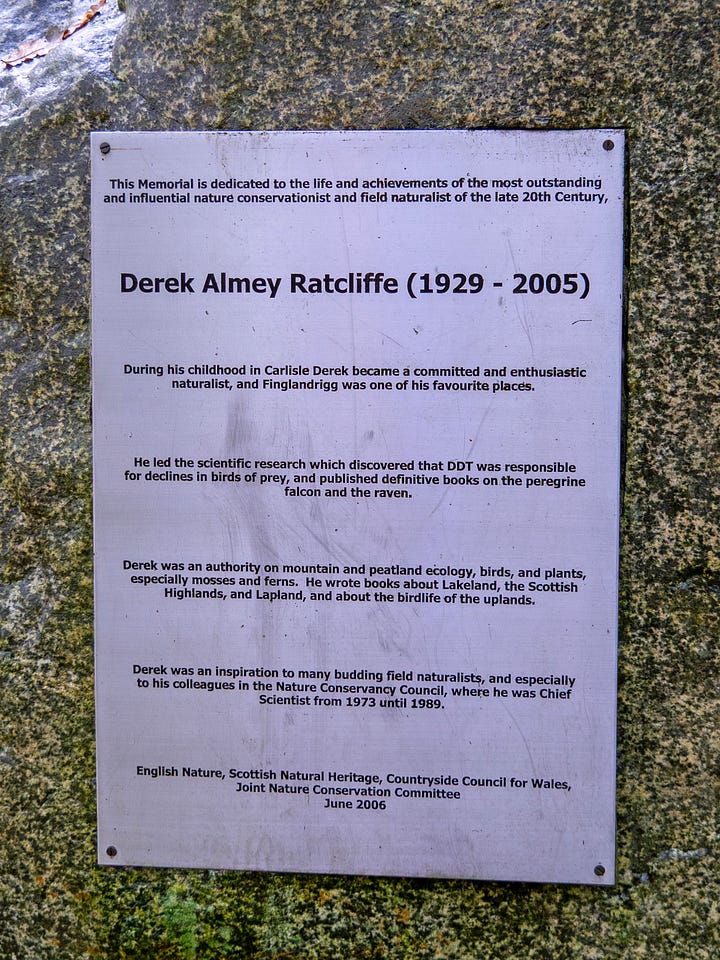 This Memorial is dedicated to the life and achievements of the most outstanding
and influential nature conservationist and field naturalist of the late 20th Century,
Derek Almey Ratcliffe (1929 - 2005)
During his childhood in Carlisle Derek became a committed and enthusiastic
naturalist, and Finglandrigg was one of his favourite places.
He led the scientific research which discovered that DDT was responsible
for declines in birds of prey, and published definitive books on the peregrine
falcon and the raven.
Derek was an authority on mountain and peatland ecology, birds, and plants,
especially mosses and ferns. He wrote books about Lakeland, the Scottish
Highlands, and Lapland, and about the birdlife of the uplands.
Derek was an inspiration to many budding field naturalists, and especially
to his colleagues in the Nature Conservancy Council, where he was Chief
Scientist from 1973 until 1989.
English Nature, Scottish Natural Heritage, Countryside Council for Wales,
Joint Nature Conservation Committee
June 2006